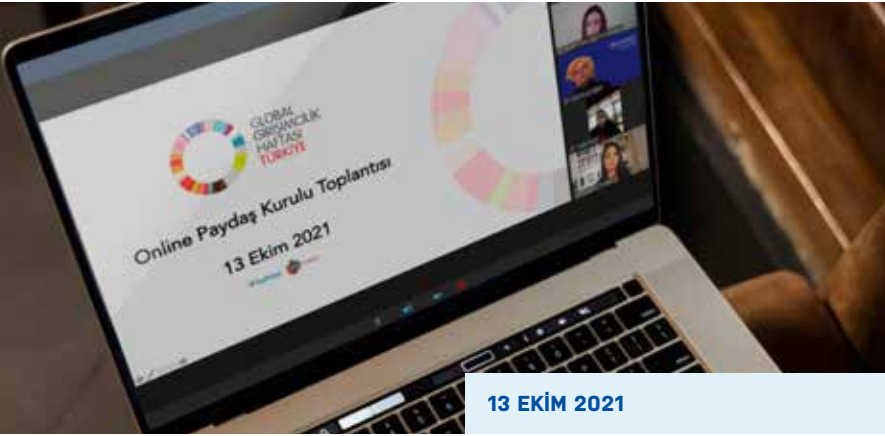 GLOBAL
GİRİŞİMCİLİK
HAFTASI
TÜRKİYE
Online Paydaş Kurulu Toplantısı
13 Ekim 2021
13 EKİM 2021